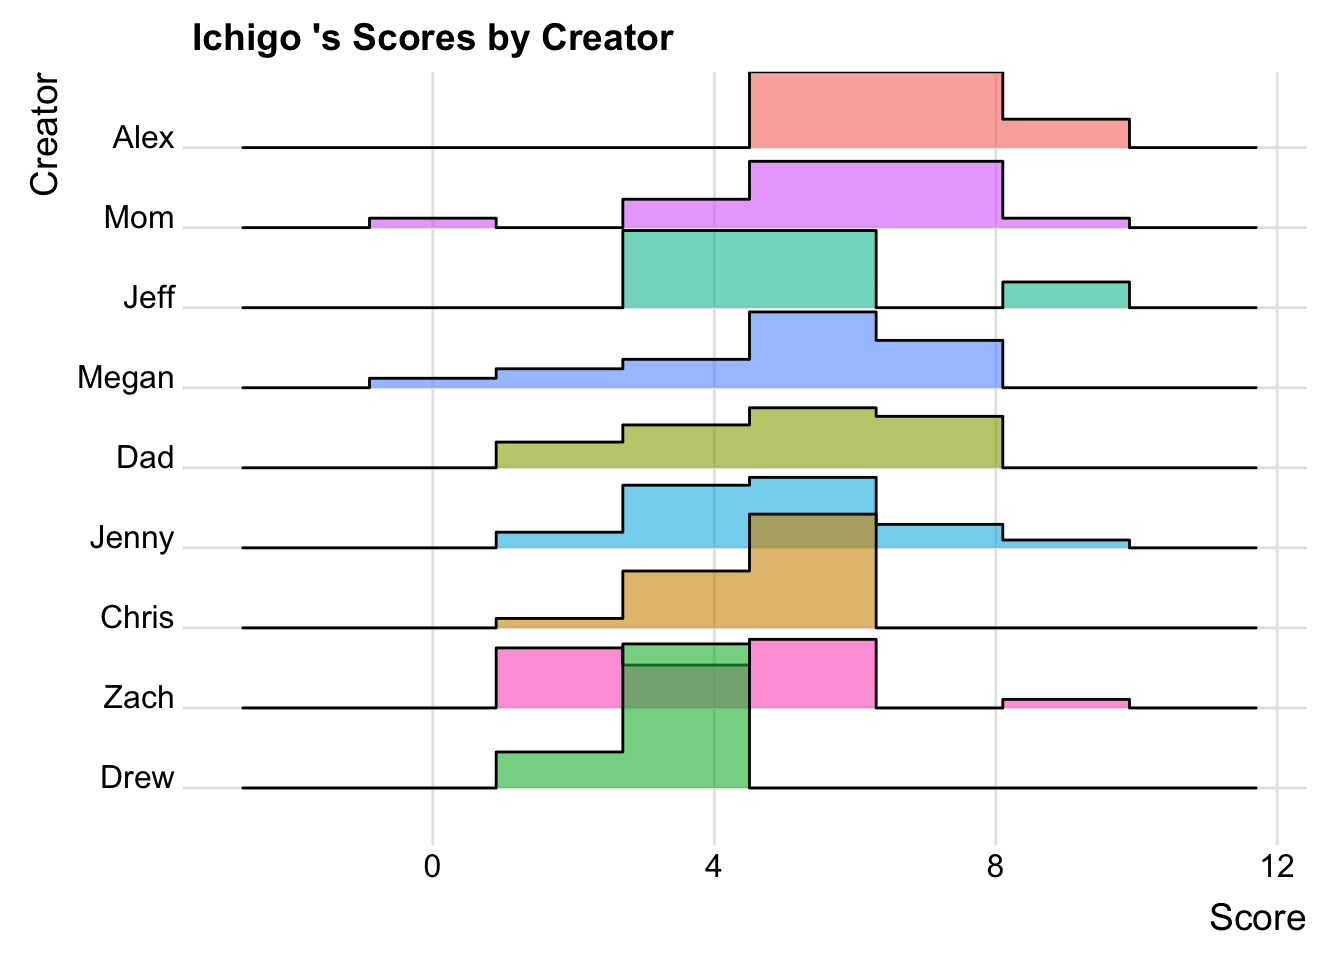 Ichigo 's Scores by Creator
Creator
Alex
Mom
Jeff
Megan
Dad
Jenny
Chris
Zach
Drew
0 4 8 12
Score